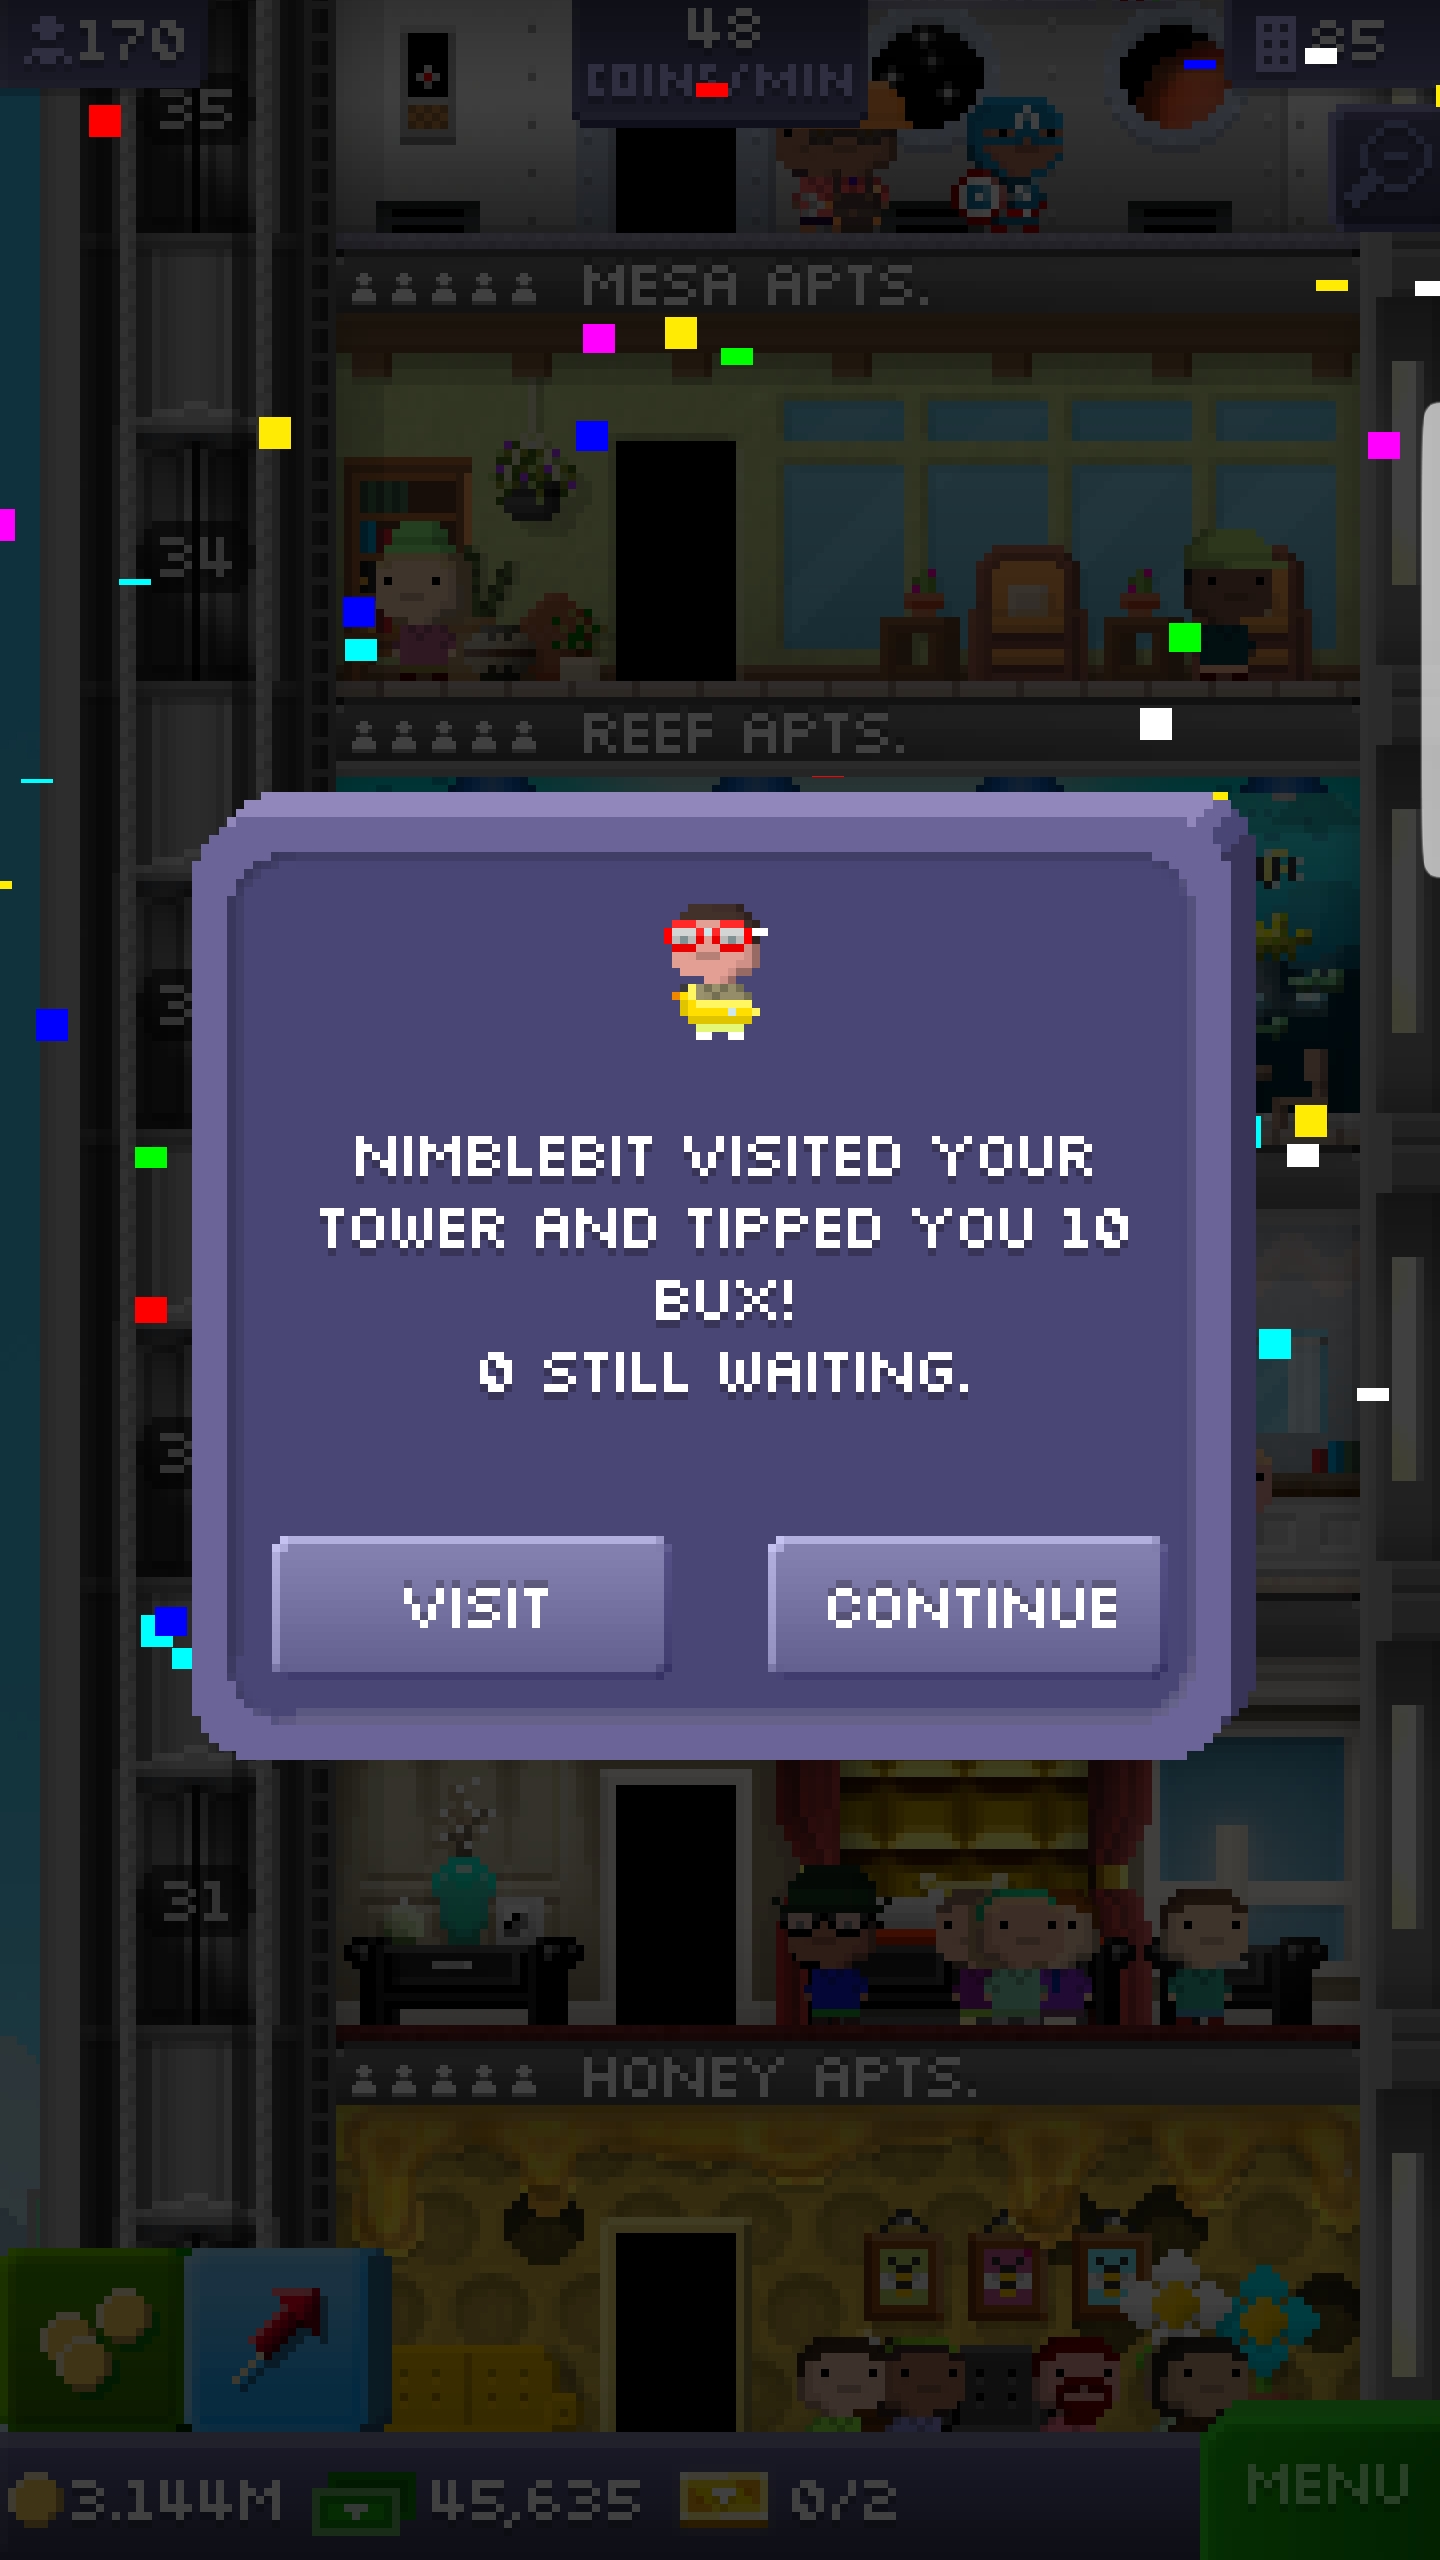 170
48
COINS/MIN
85
35
MESA APTS.
34
REEF APTS.
NIMBLEBIT VISITED YOUR
TOWER AND TIPPED YOU 10
BUX!
0 STILL WAITING.
VISIT
CONTINUE
31
HONEY APTS.
3.144M
45,635
0/2
MENU